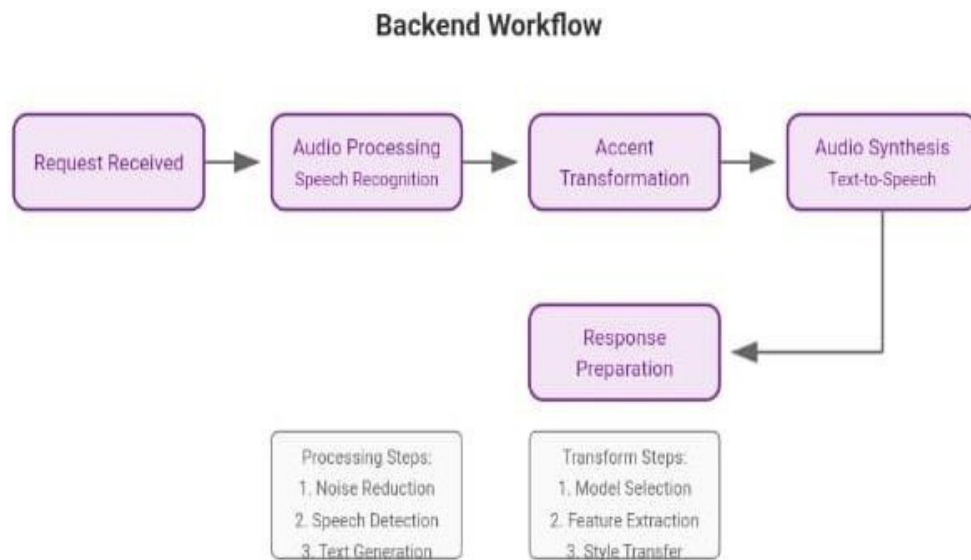 Backend Workflow
Request Received
Audio Processing
Speech Recognition
Accent
Transformation
Audio Synthesis
Text-to-Speech
Response
Preparation
Processing Steps:
1. Noise Reduction
2. Speech Detection
3. Text Generation
Transform Steps:
1. Model Selection
2. Feature Extraction
3. Style Transfer